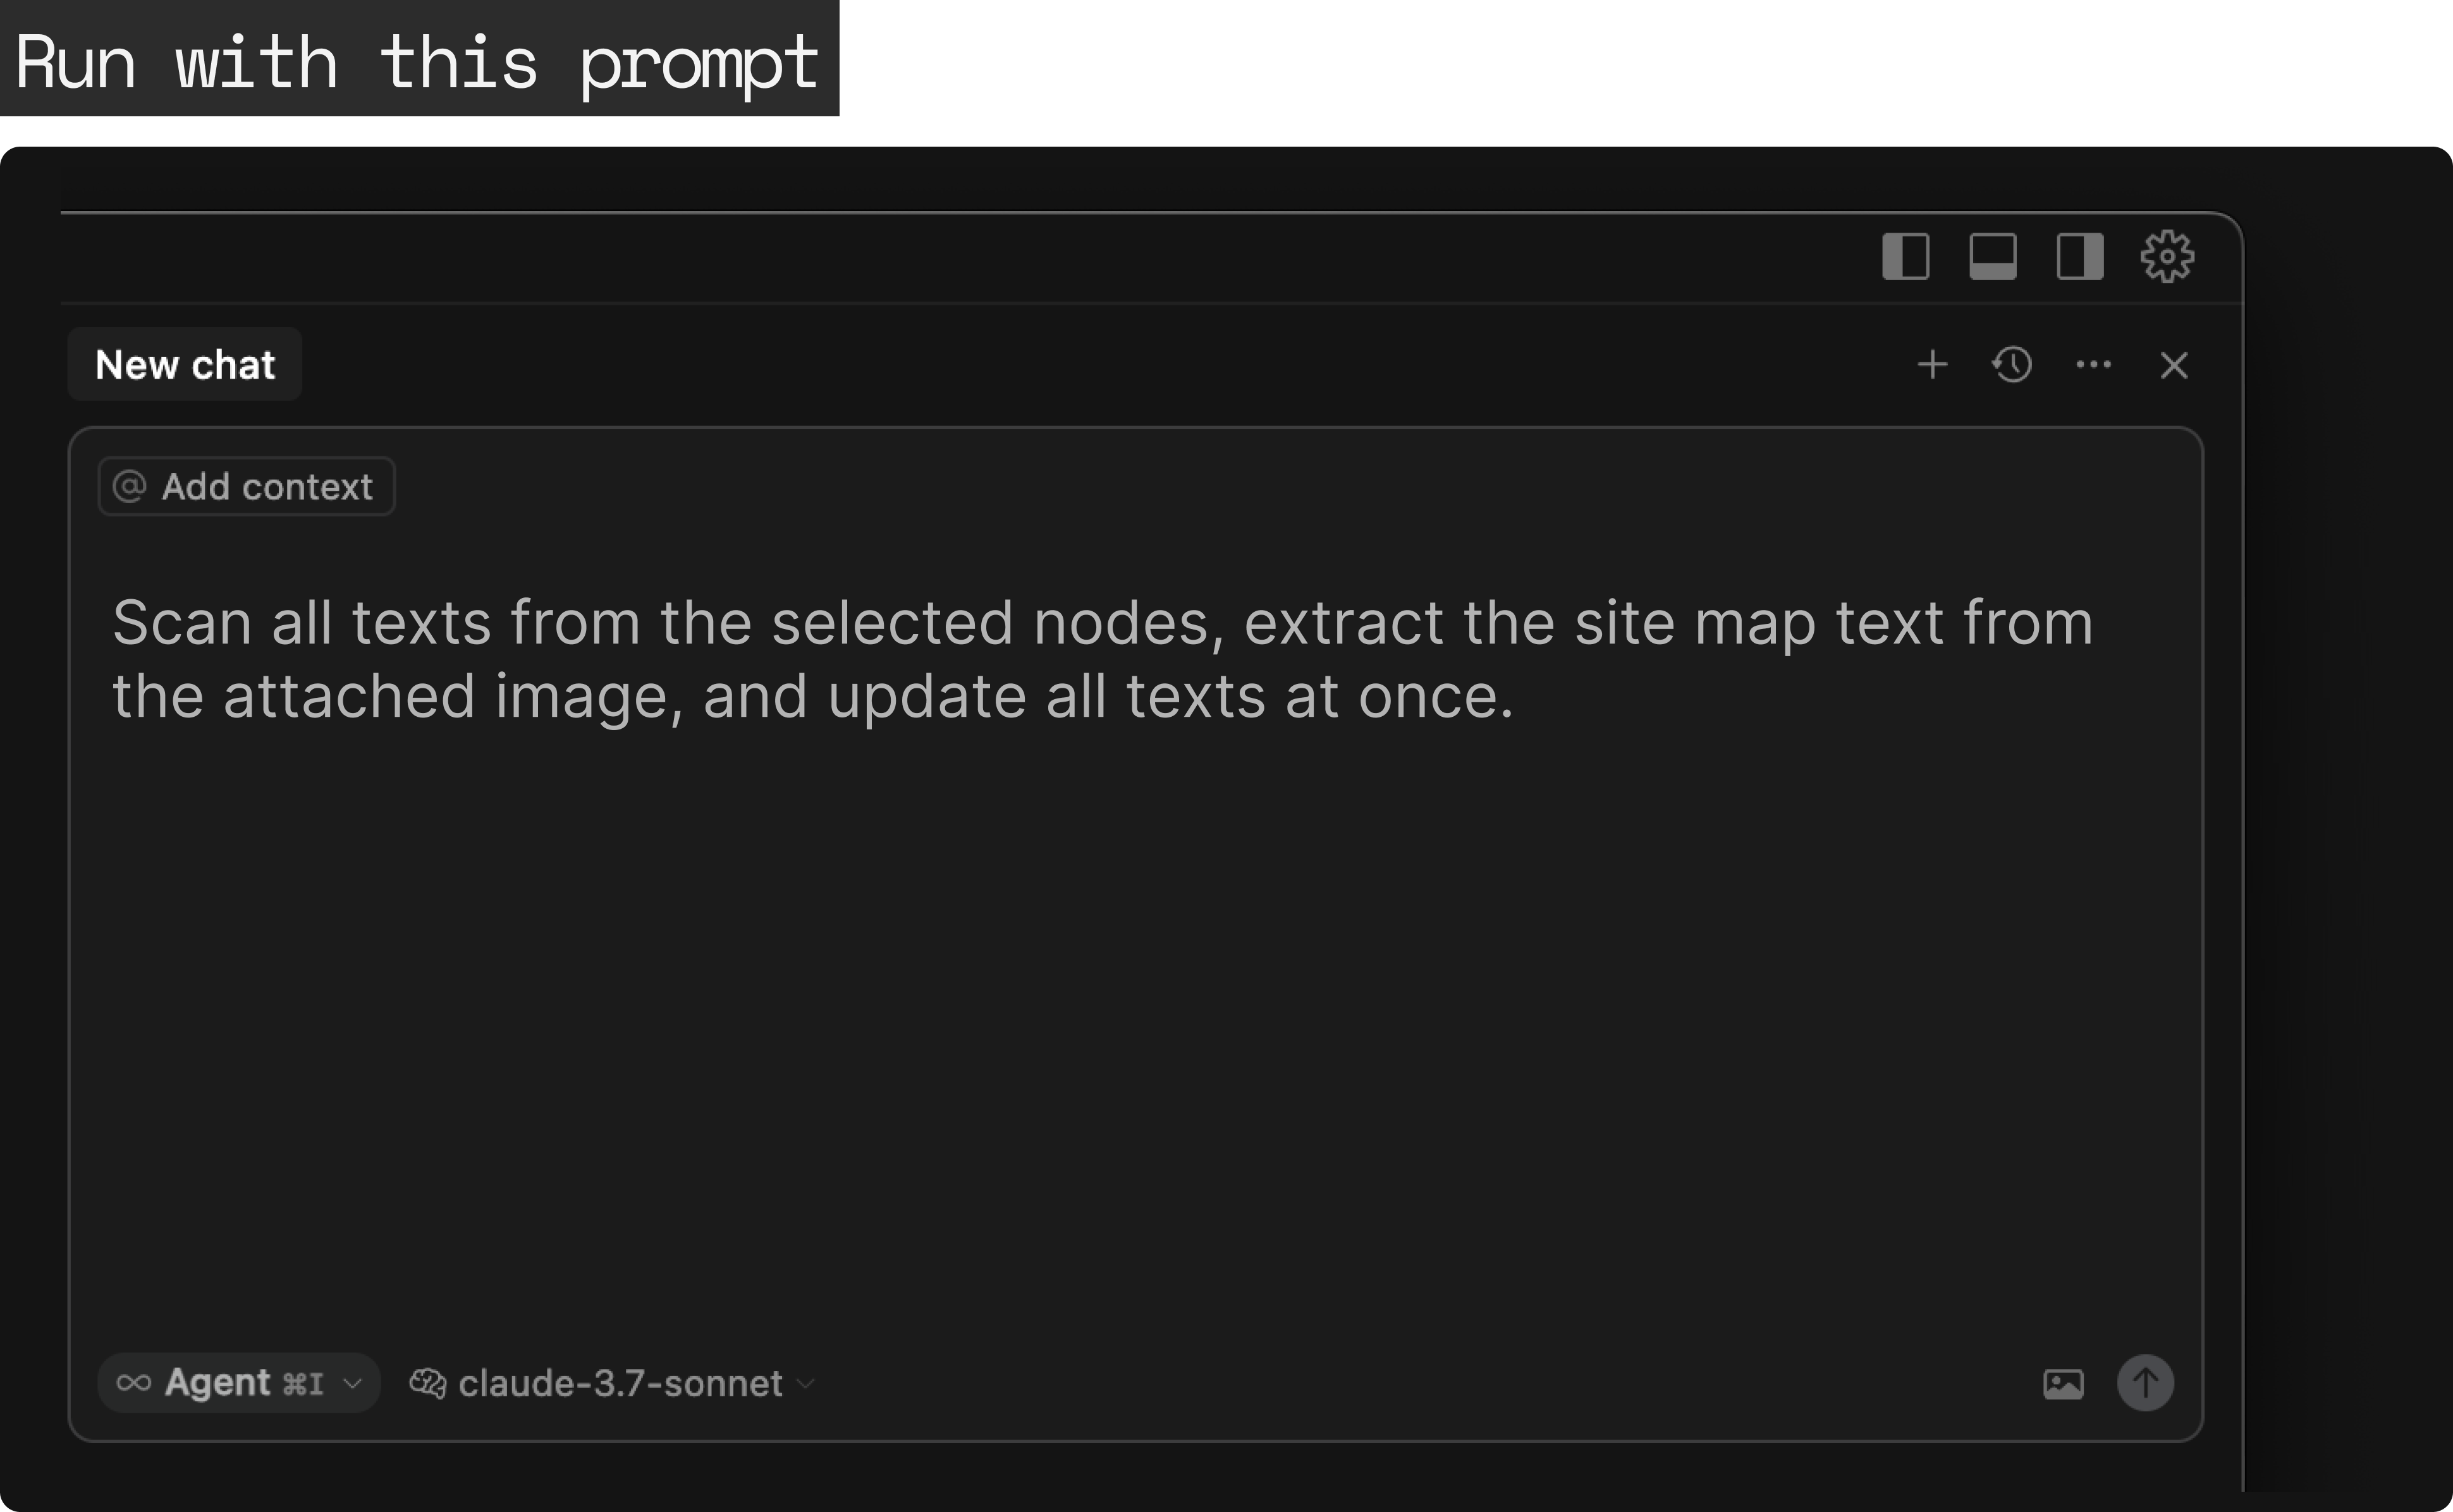 Run with this prompt
New chat
@ Add context
Scan all texts from the selected nodes, extract the site map text from
the attached image, and update all texts at once.
Agent ⌘I
claude-3.7-sonnet